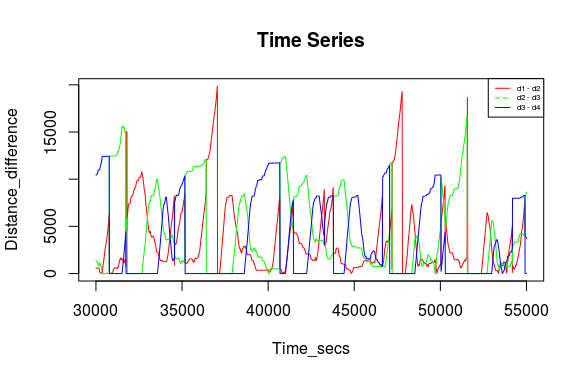 Time Series
d1 - d2
d2 - d3
d3 - d4
Distance_difference
0
5000
15000
30000
35000
40000
45000
50000
55000
Time_secs